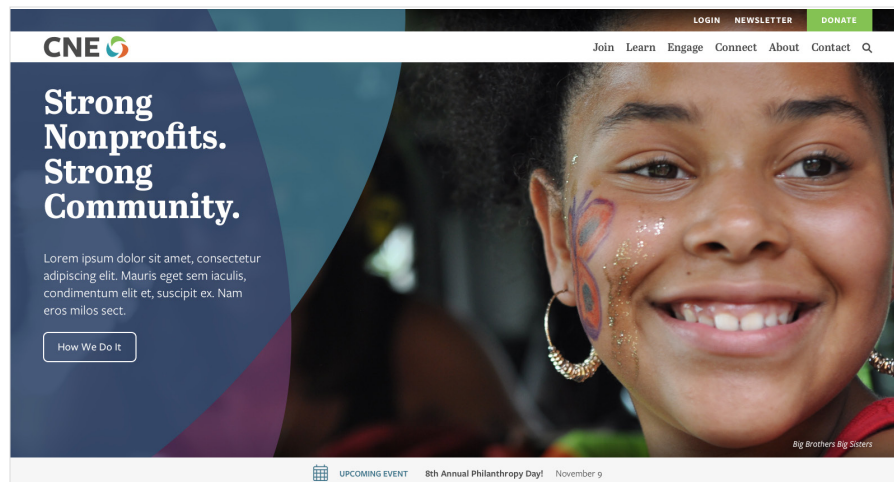 LOGIN NEWSLETTER DONATE
CNE
Join Learn Engage Connect About Contact
Strong
Nonprofits.
Strong
Community.
Lorem ipsum dolor sit amet, consectetur
adipiscing elit. Mauris eget sem iaculis,
condimentum elit et, suscipit ex. Nam
eros milos sect.
How We Do It
Big Brothers Big Sisters
UPCOMING EVENT 8th Annual Philanthropy Day! November 9